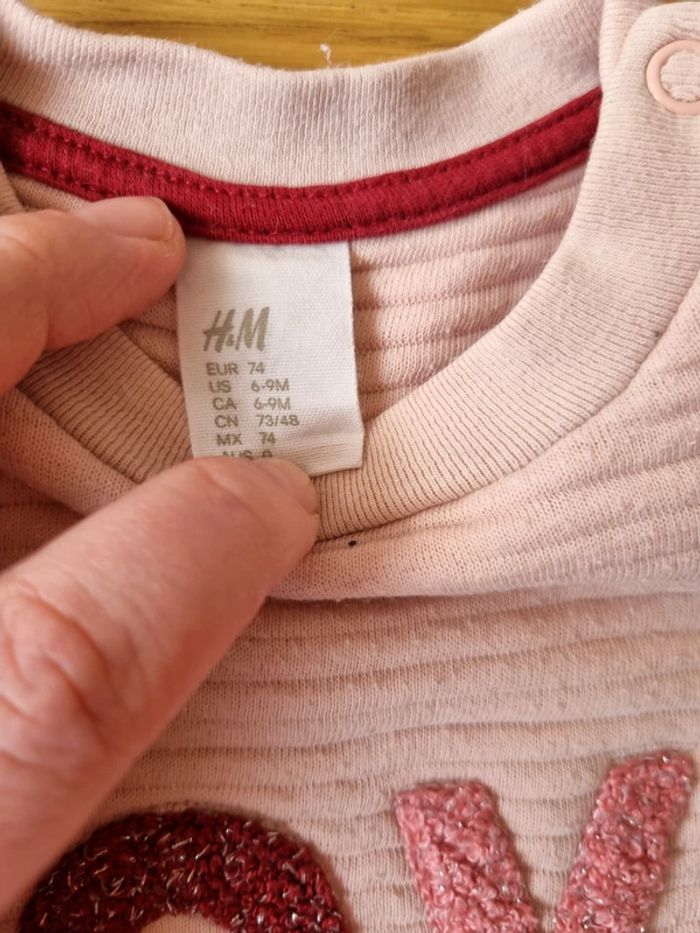 H&M
EUR 74
US 6-9M
CA 6-9M
CN 73/48
MX 74